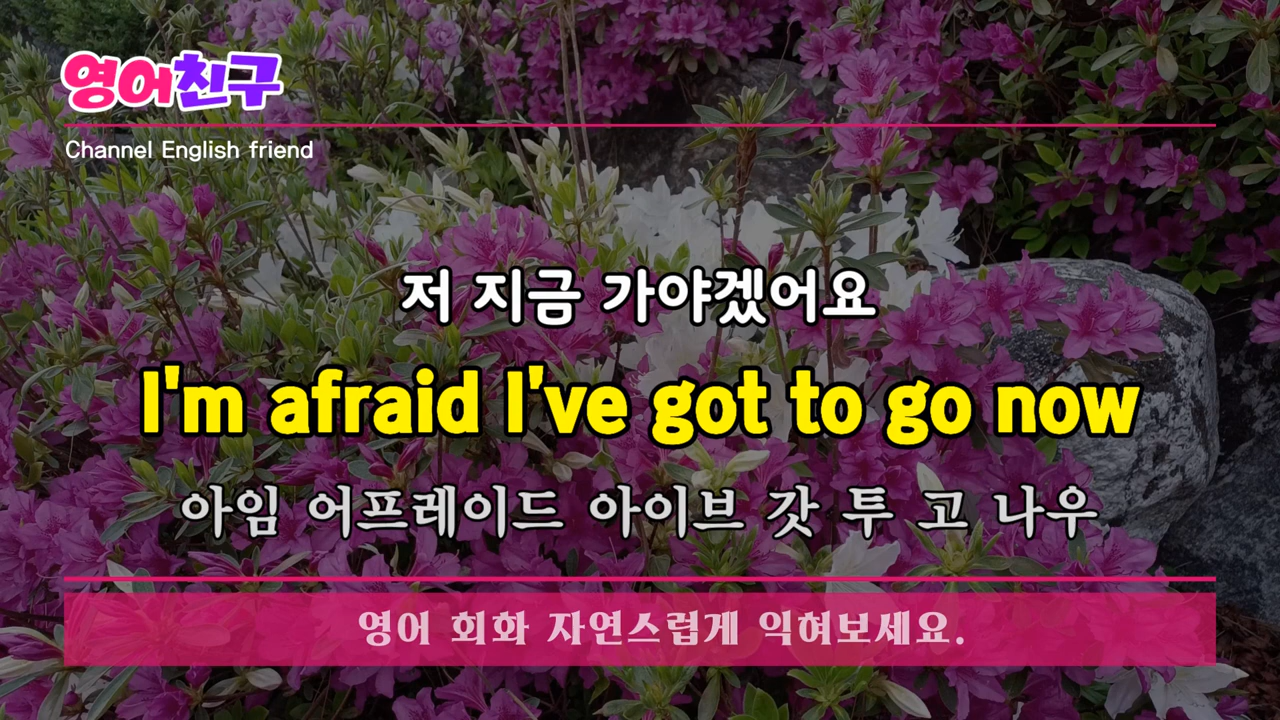 영어친구
Channel English friend
저 지금 가야겠어요
I'm afraid I've got to go now
아임 어프레이드 아이브 갓 투 고 나우
영어 회화 자연스럽게 익혀보세요.